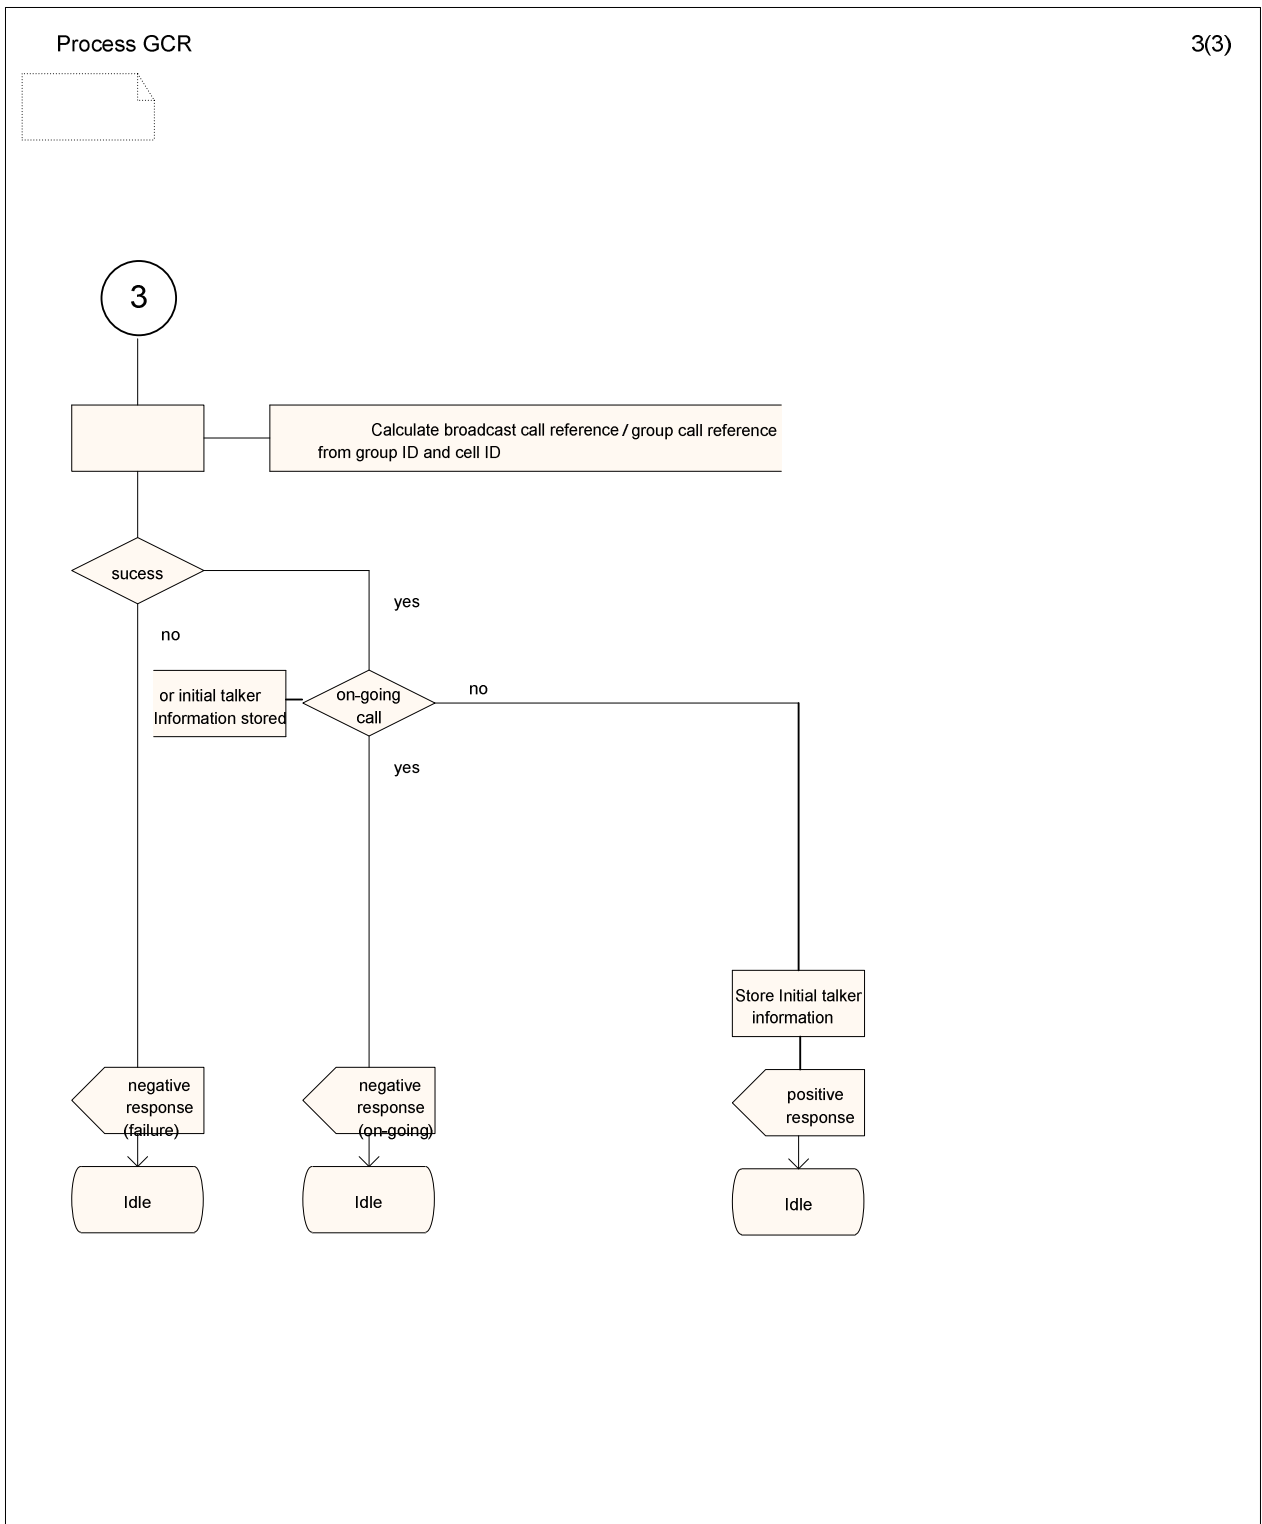 Process GCR
3(3)
3
Calculate broadcast call reference / group call reference
from group ID and cell ID
sucess
yes
no
or initial talker
Information stored
on-going
call
no
yes
Store Initial talker
information
negative
response
(failure)
negative
response
(on-going)
positive
response
Idle
Idle
Idle